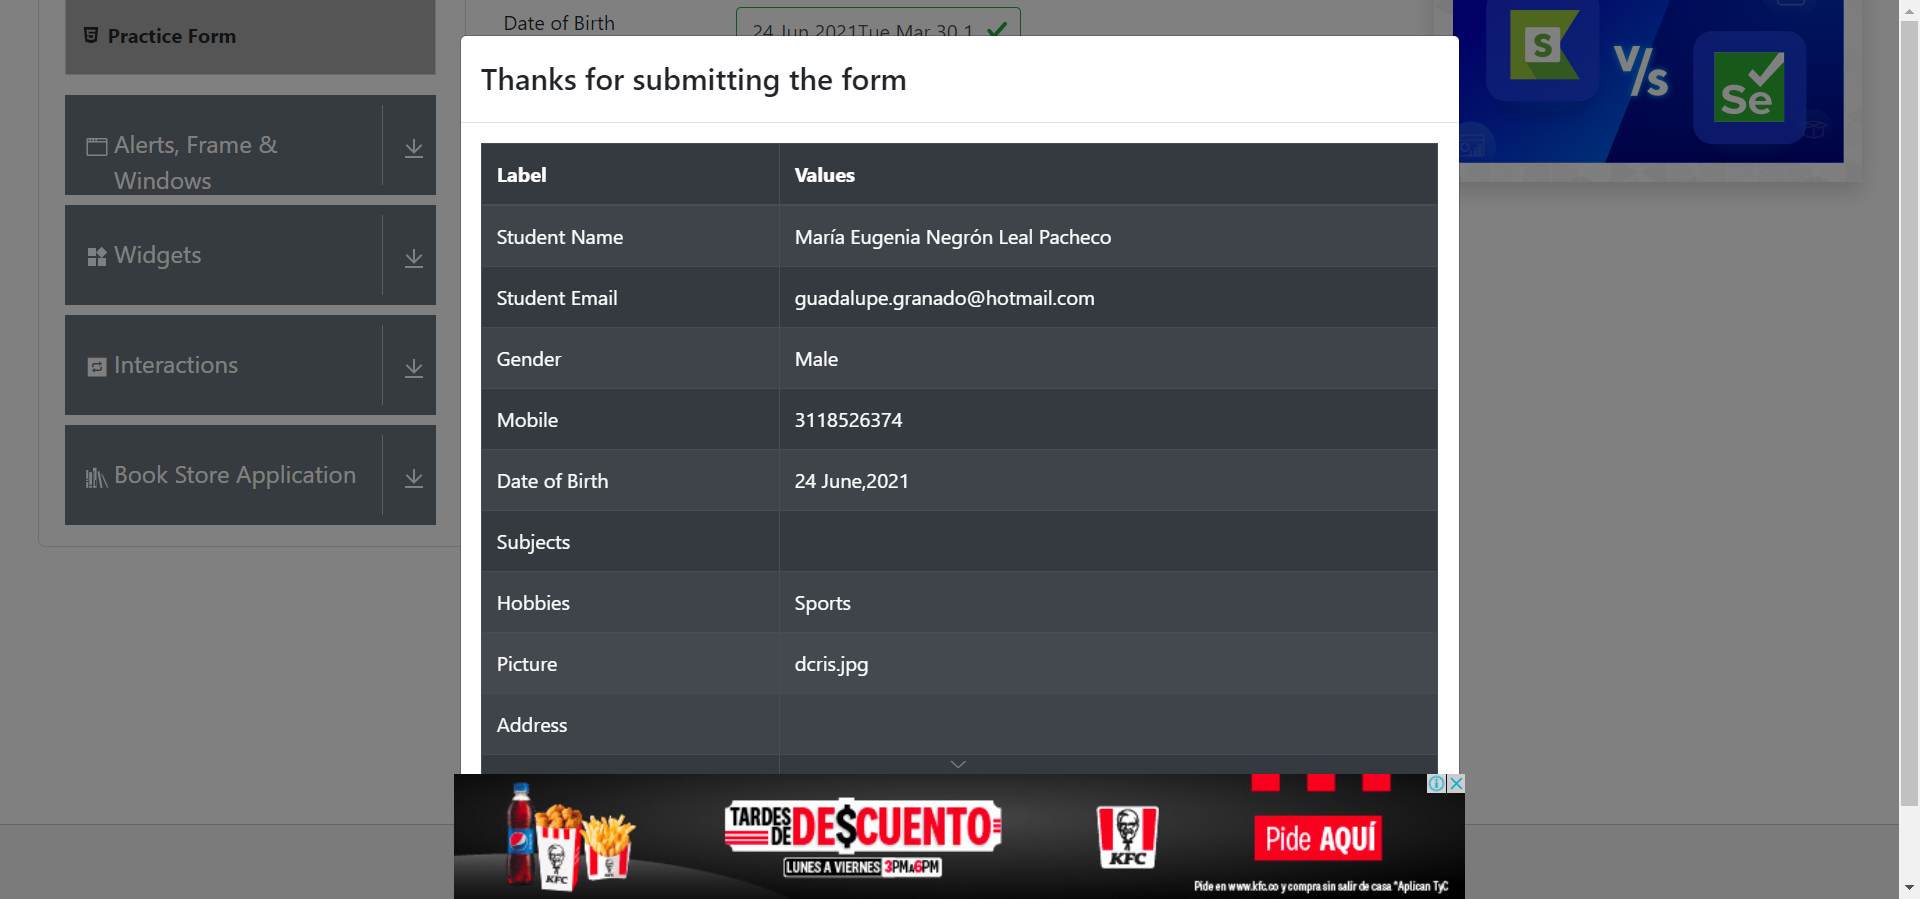 Practice Form
Alerts, Frame &
Windows
Widgets
Interactions
Book Store Application
Date of Birth
24 Jun 2021Tue Mar 30 1
Thanks for submitting the form
Label Values
Student Name María Eugenia Negrón Leal Pacheco
Student Email guadalupe.granado@hotmail.com
Gender Male
Mobile 3118526374
Date of Birth 24 June,2021
Subjects
Hobbies Sports
Picture dcris.jpg
Address
S
V/s
Se
TARDES
DE DE$CUENTO
LUNES A VIERNES 3PM A 6PM
KFC
KFC
KFC
Pide AQUÍ
Pide en www.kfc.co y compra sin salir de casa *Aplican TyC